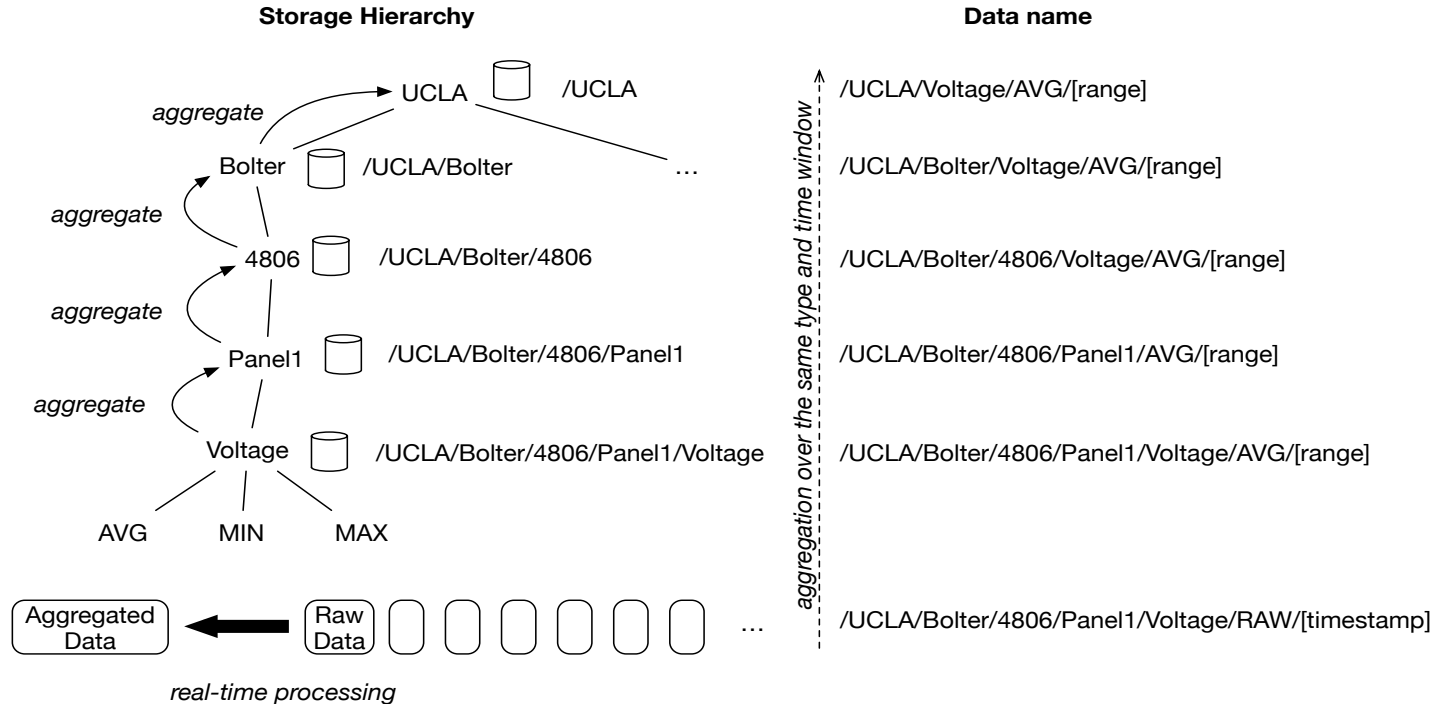 Storage Hierarchy
Data name
UCLA
/UCLA
/UCLA/Voltage/AVG/[range]
aggregate
Bolter
/UCLA/Bolter
...
/UCLA/Bolter/Voltage/AVG/[range]
aggregate
4806
/UCLA/Bolter/4806
/UCLA/Bolter/4806/Voltage/AVG/[range]
aggregate
Panel1
/UCLA/Bolter/4806/Panel1
/UCLA/Bolter/4806/Panel1/AVG/[range]
aggregate
Voltage
/UCLA/Bolter/4806/Panel1/Voltage
/UCLA/Bolter/4806/Panel1/Voltage/AVG/[range]
AVG
MIN
MAX
aggregation over the same type and time window
Aggregated
Data
Raw
Data
...
/UCLA/Bolter/4806/Panel1/Voltage/RAW/[timestamp]
real-time processing